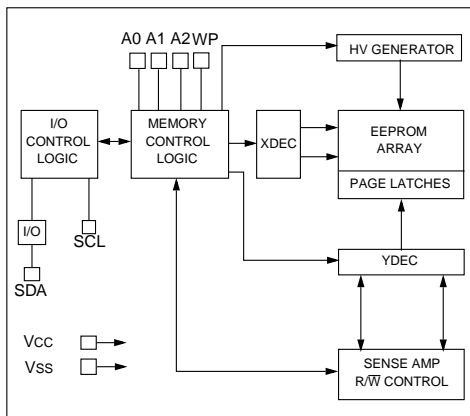 A0 A1 A2 WP
HV GENERATOR
I/O
CONTROL
LOGIC
MEMORY
CONTROL
LOGIC
XDEC
EEPROM
ARRAY
PAGE LATCHES
I/O
SCL
SDA
YDEC
VCC
VSS
SENSE AMP
R/W̅ CONTROL